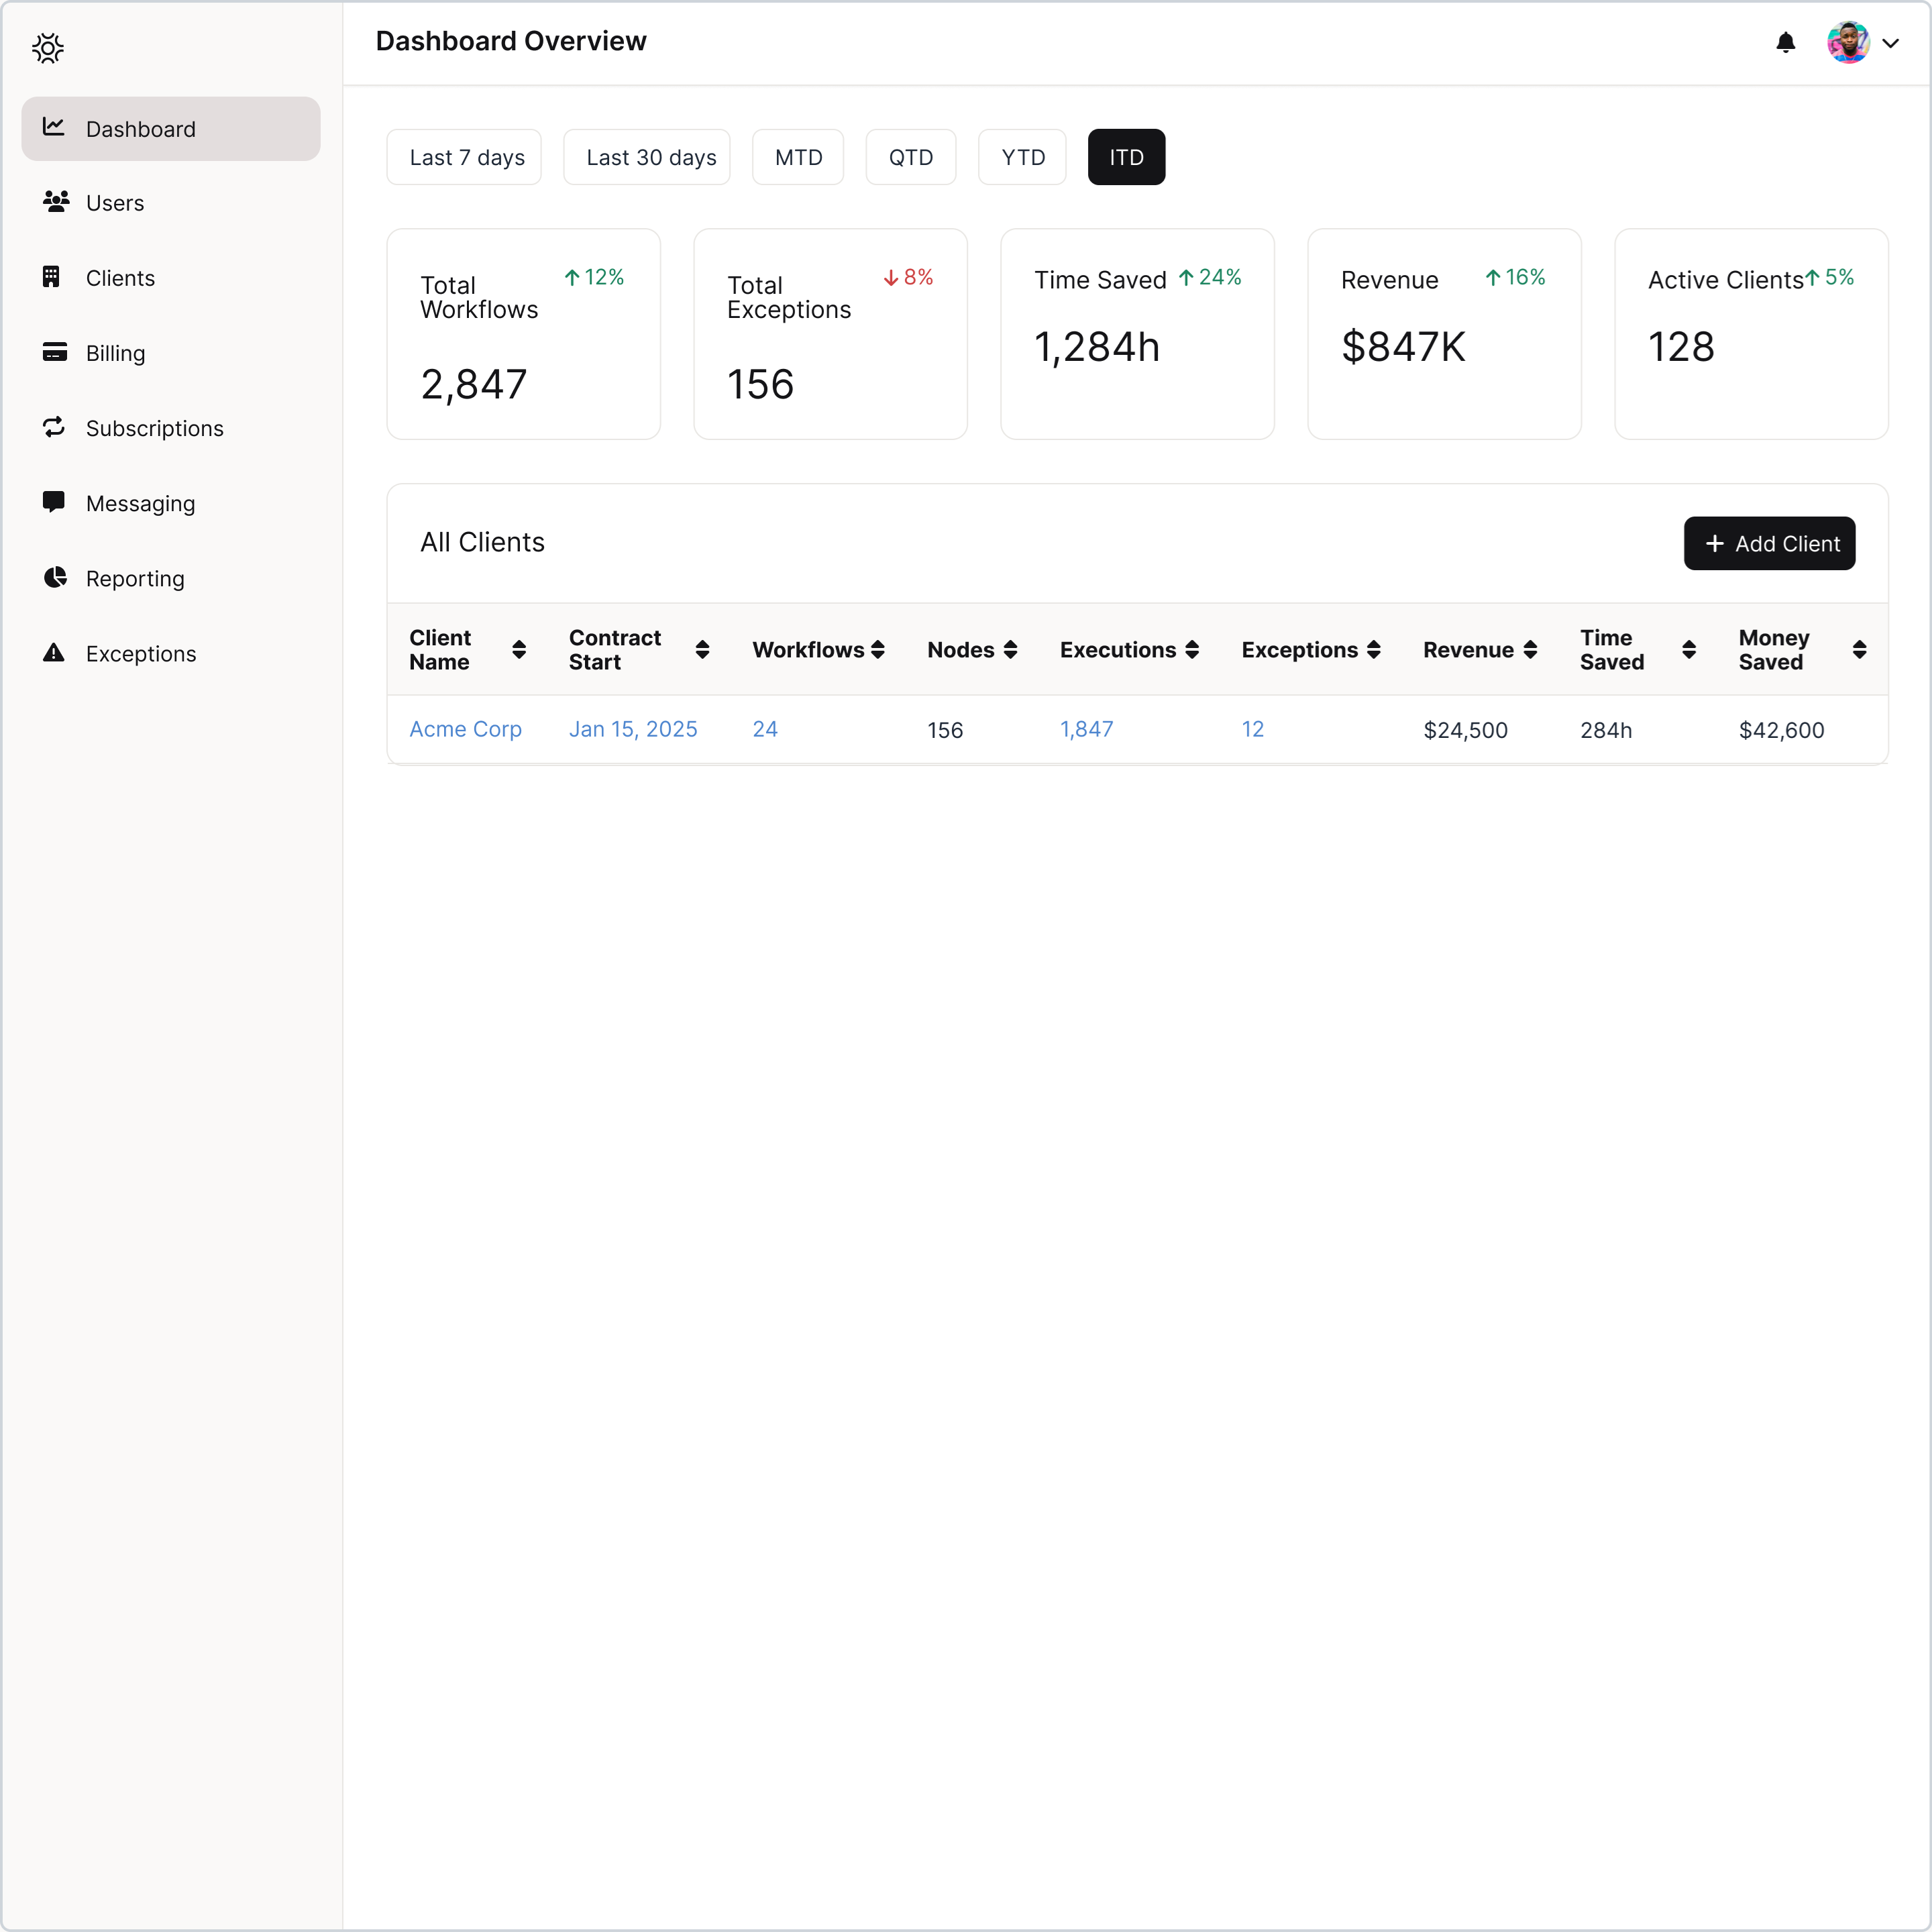 Dashboard Overview
Dashboard
Users
Clients
Billing
Subscriptions
Messaging
Reporting
Exceptions
Last 7 days
Last 30 days
MTD
QTD
YTD
ITD
Total
Workflows
12%
2,847
Total
Exceptions
8%
156
Time Saved
24%
1,284h
Revenue
16%
$847K
Active Clients
5%
128
All Clients
+ Add Client
Client
Name
Contract
Start
Workflows
Nodes
Executions
Exceptions
Revenue
Time
Saved
Money
Saved
Acme Corp
Jan 15, 2025
24
156
1,847
12
$24,500
284h
$42,600